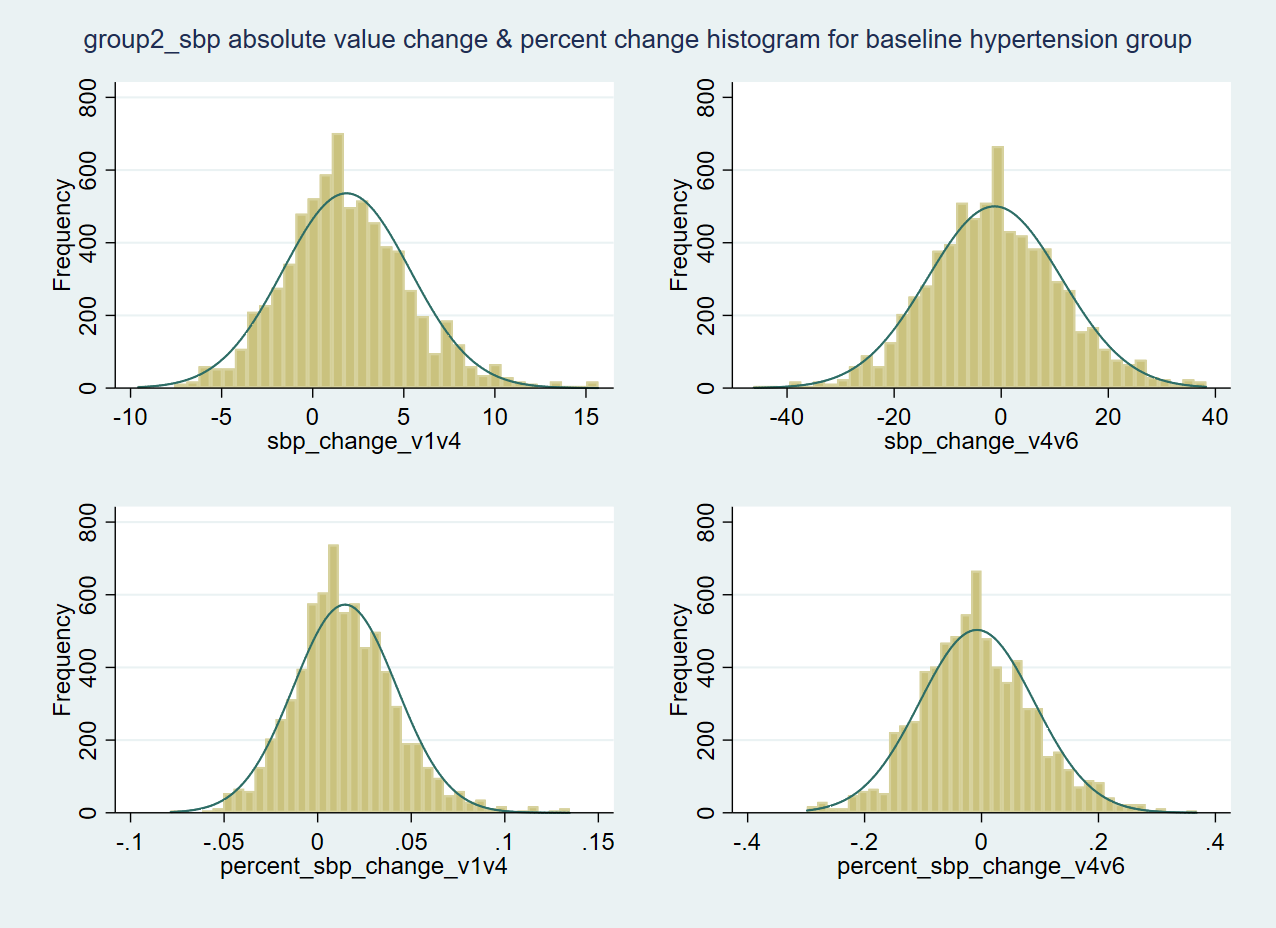 group2_sbp absolute value change & percent change histogram for baseline hypertension group
800
600
400
200
0
Frequency
-10 -5 0 5 10 15
sbp_change_v1v4
800
600
400
200
0
Frequency
-40 -20 0 20 40
sbp_change_v4v6
800
600
400
200
0
Frequency
-.1 -.05 0 .05 .1 .15
percent_sbp_change_v1v4
800
600
400
200
0
Frequency
-.4 -.2 0 .2 .4
percent_sbp_change_v4v6